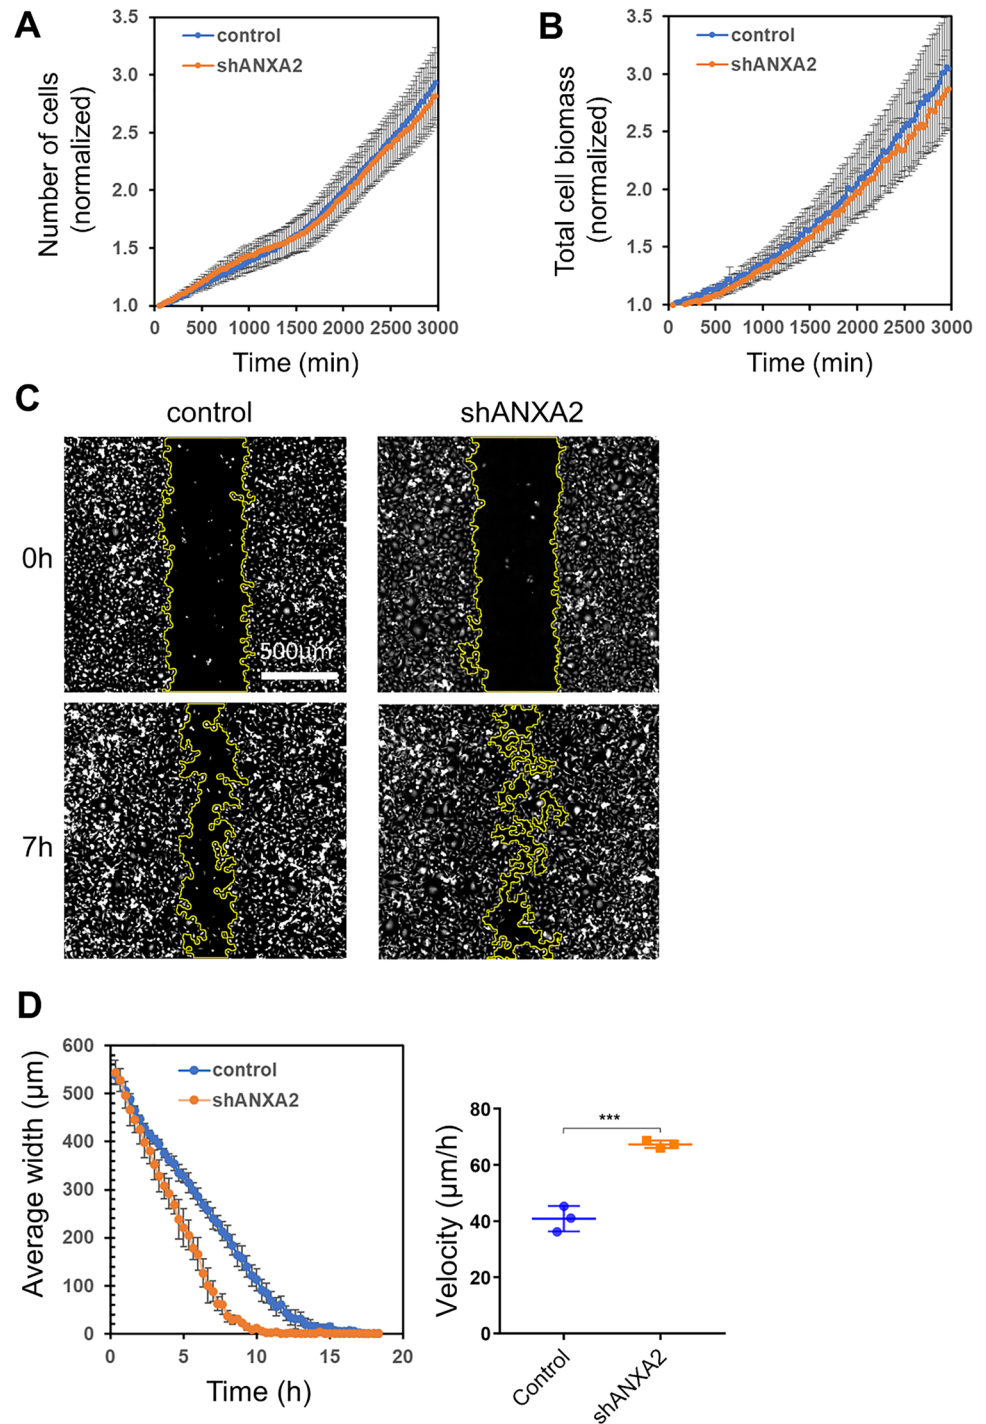 A
Number of cells
(normalized)
3.5
3.0
2.5
2.0
1.5
1.0
control
shANXA2
0 500 1000 1500 2000 2500 3000
Time (min)
B
Total cell biomass
(normalized)
3.5
3.0
2.5
2.0
1.5
1.0
control
shANXA2
0 500 1000 1500 2000 2500 3000
Time (min)
C
control
shANXA2
0h
500µm
7h
D
Average width (µm)
600
500
400
300
200
100
0
control
shANXA2
0 5 10 15 20
Time (h)
Velocity (µm/h)
80
60
40
20
0
***
Control
shANXA2